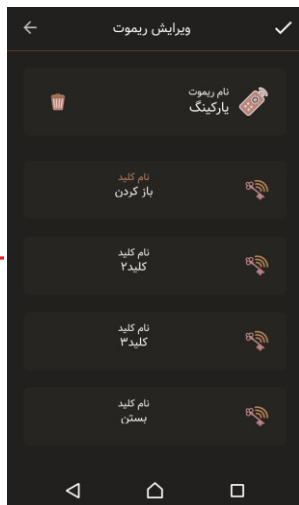 ویرایش ریموت
نام ریموت
پارکینگ
نام کلید
باز کردن
نام کلید
کلید۲
نام کلید
کلید۳
نام کلید
بستن